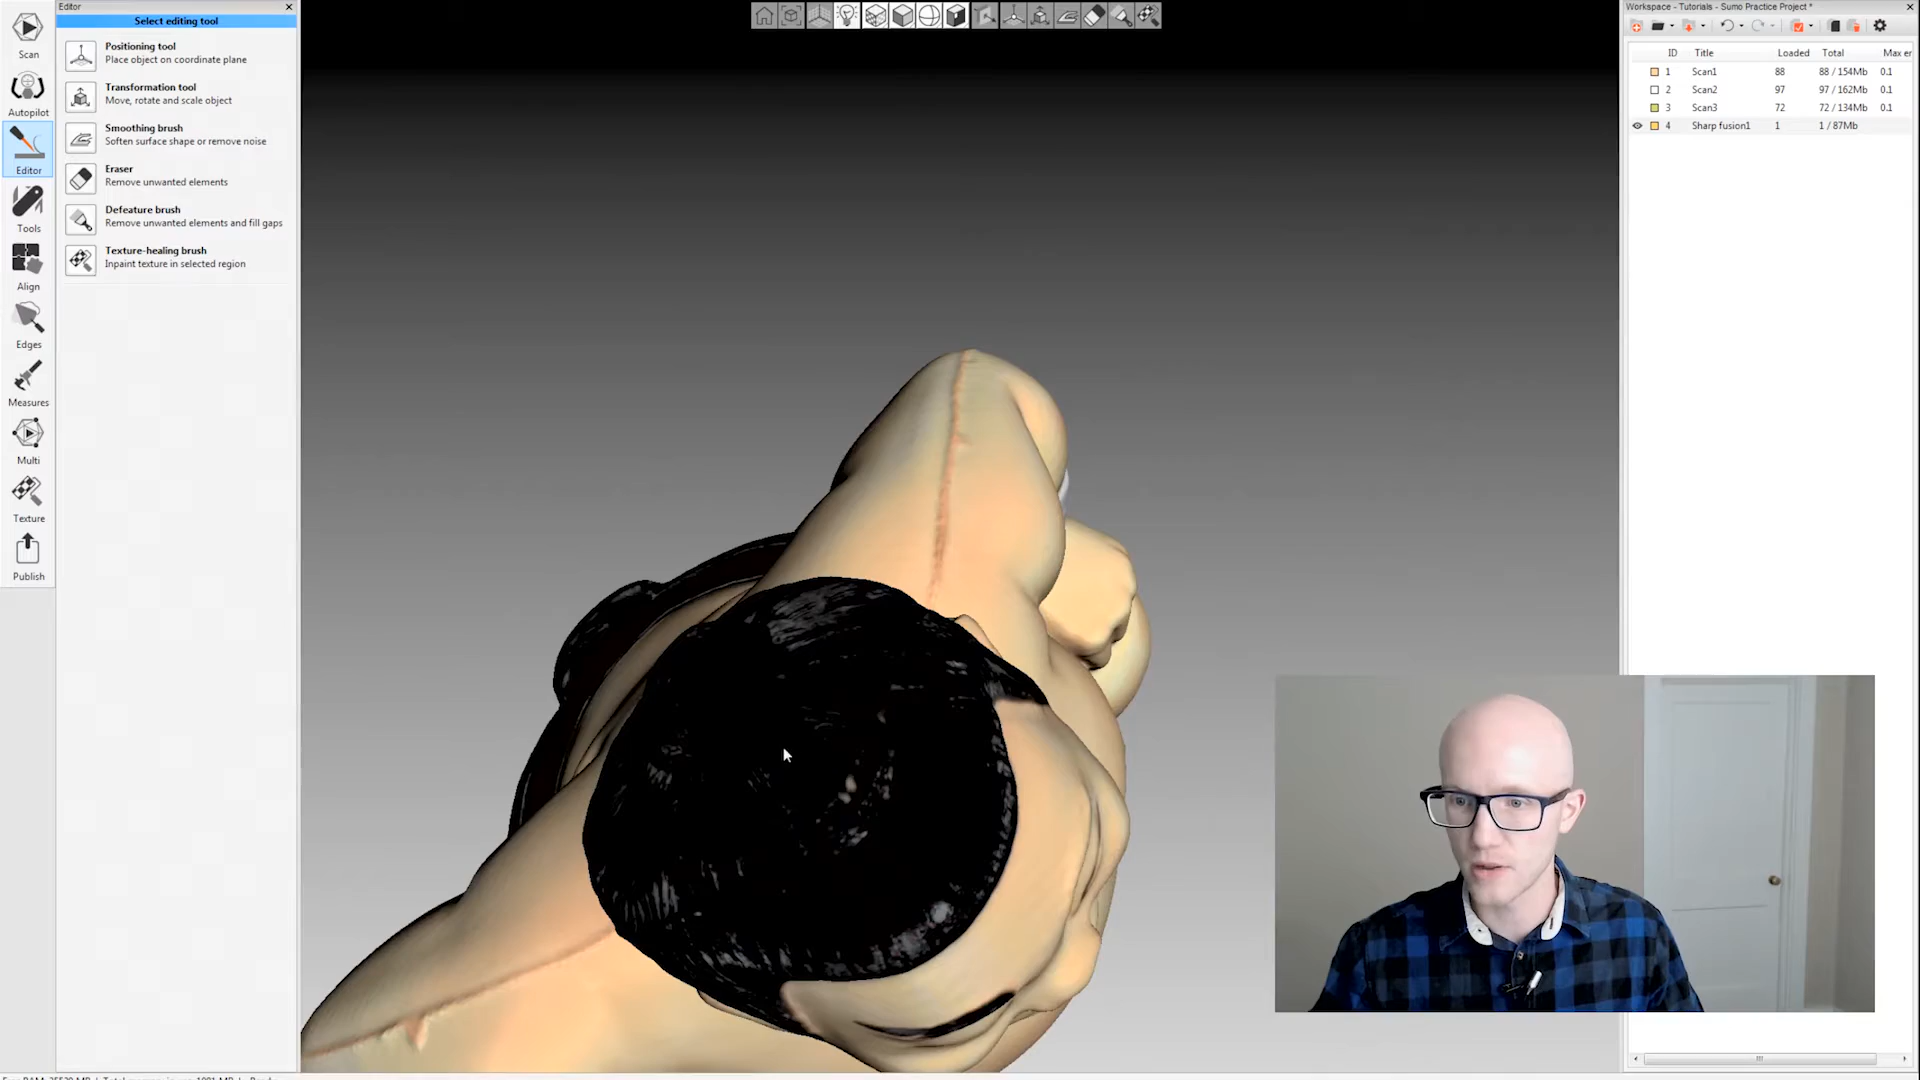 Editor
Select editing tool
Positioning tool
Place object on coordinate plane
Transformation tool
Move, rotate and scale object
Smoothing brush
Soften surface shape or remove noise
Eraser
Remove unwanted elements
Defeature brush
Remove unwanted elements and fill gaps
Texture-healing brush
Inpaint texture in selected region
Scan
Autopilot
Editor
Tools
Align
Edges
Measures
Multi
Texture
Publish
Workspace - Tutorials - Sumo Practice Project *
ID Title Loaded Total Max er
1 Scan1 88 88 / 154Mb 0.1
2 Scan2 97 97 / 162Mb 0.1
3 Scan3 72 72 / 134Mb 0.1
4 Sharp fusion1 1 1 / 87Mb